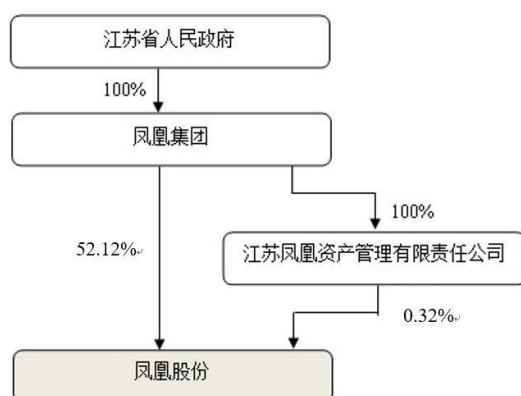 江苏省人民政府
100%
凤凰集团
100%
52.12%
江苏凤凰资产管理有限责任公司
0.32%
凤凰股份